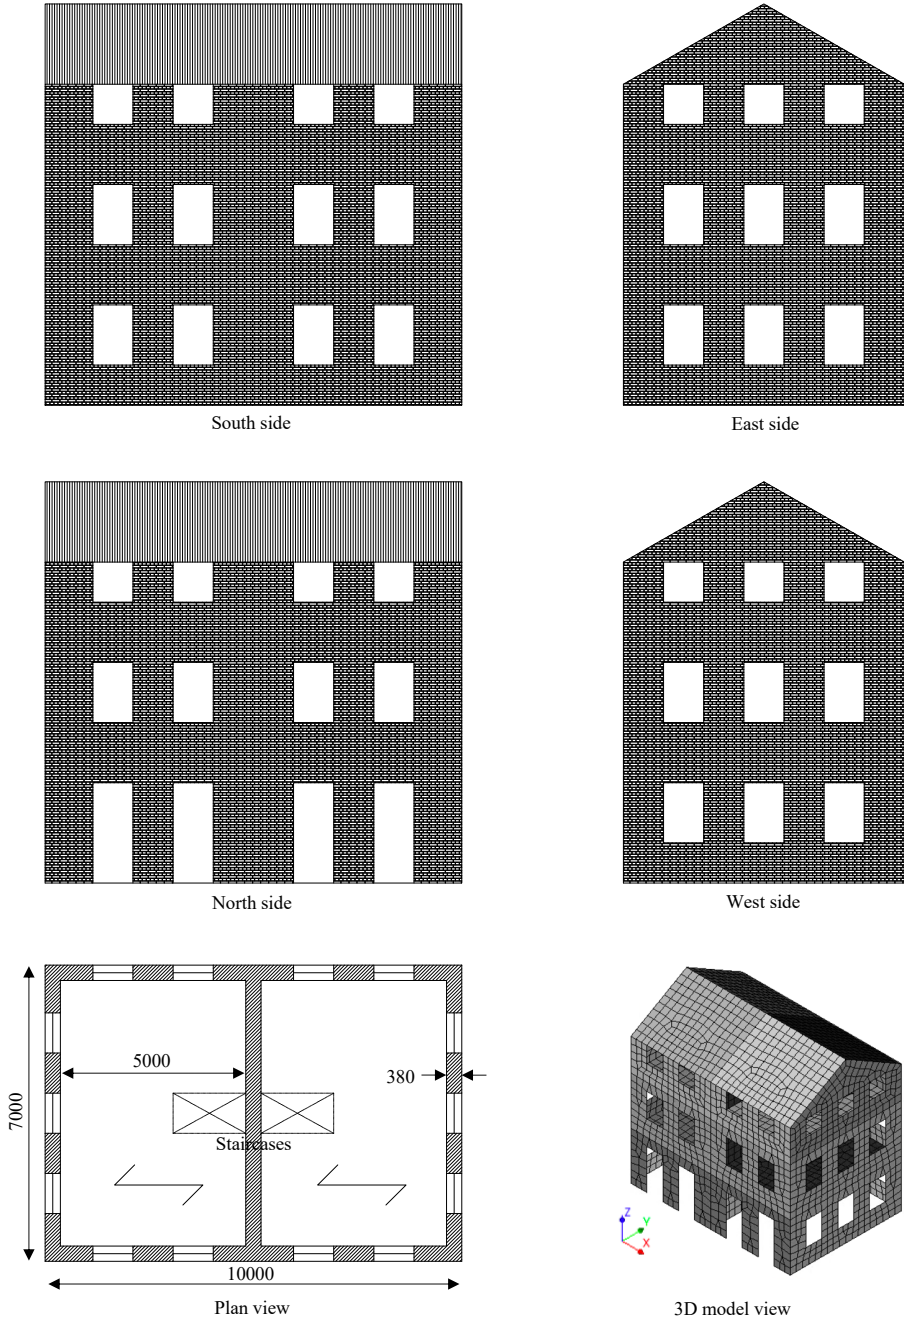 South side
East side
North side
West side
7000
5000
380
Staircases
10000
Plan view
Z
Y
X
3D model view